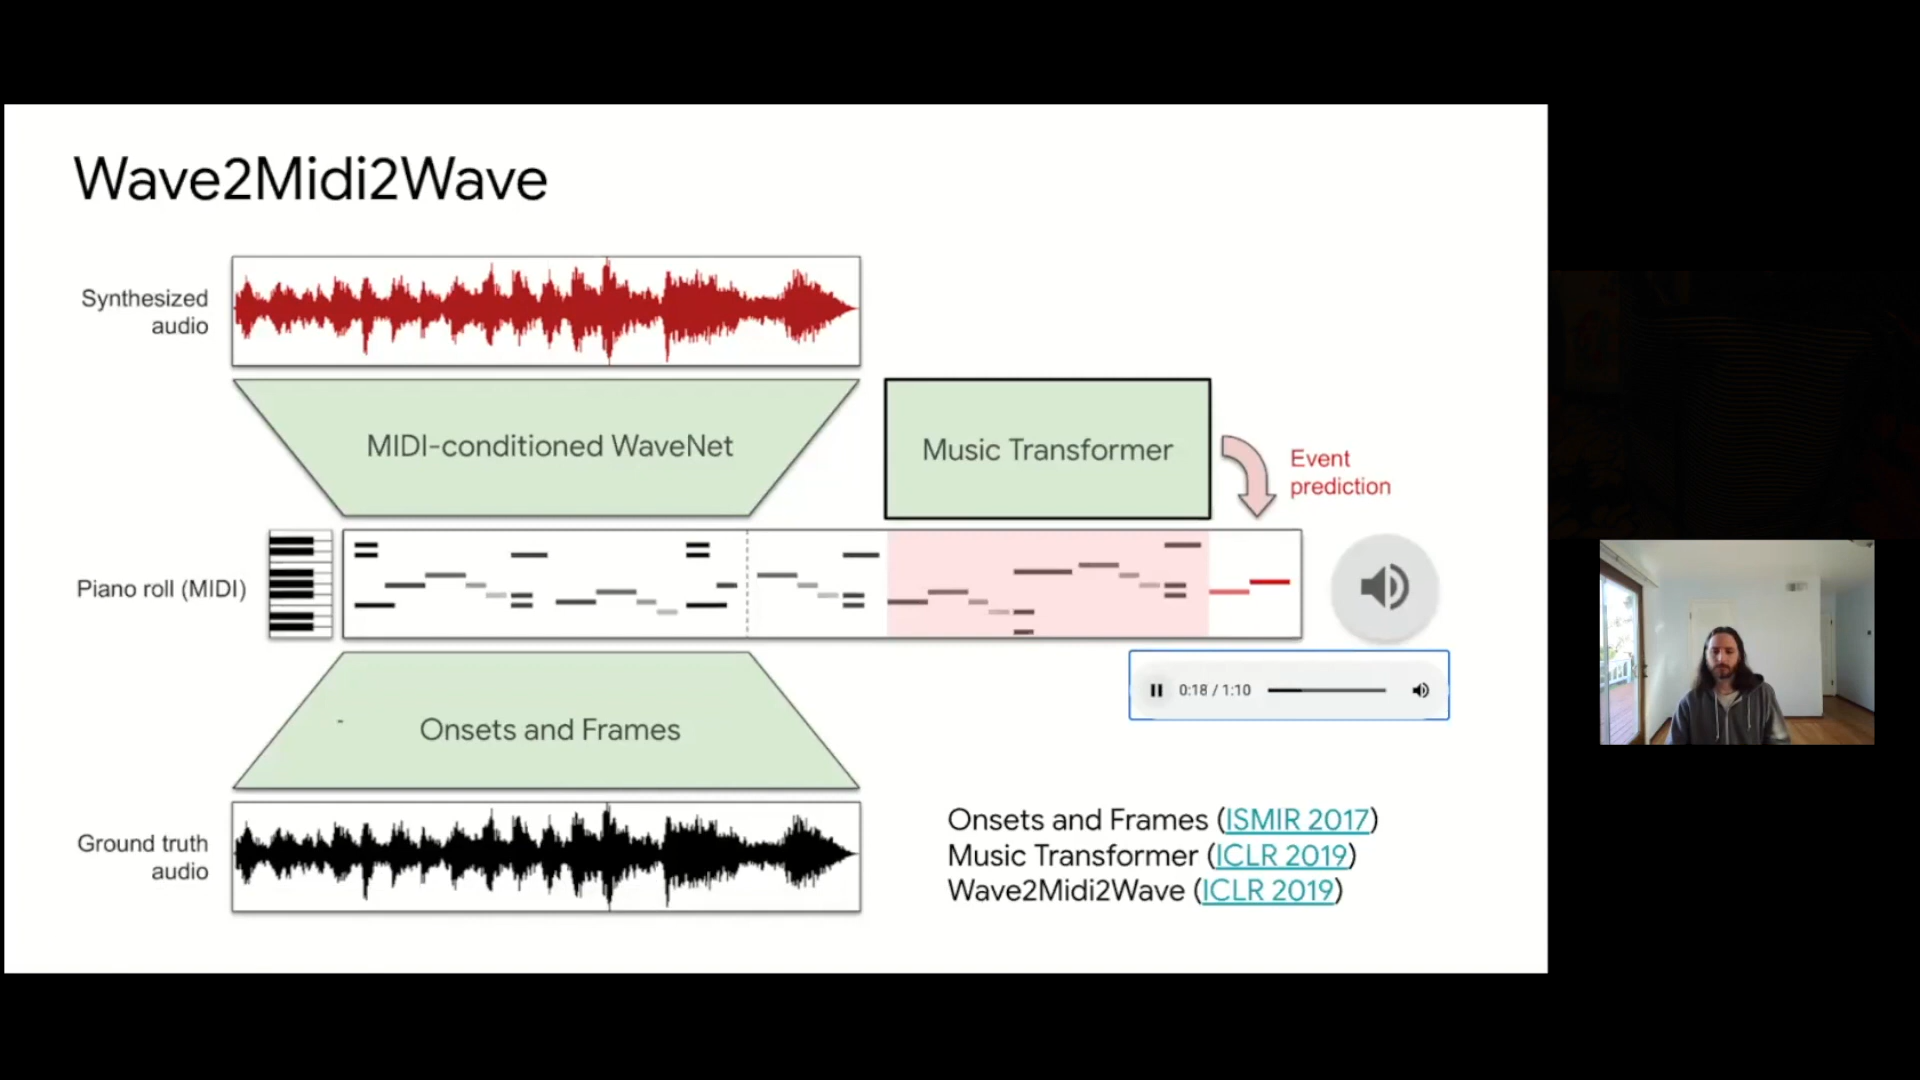 Wave2Midi2Wave
Synthesized
audio
MIDI-conditioned WaveNet
Music Transformer
Event
prediction
Piano roll (MIDI)
0:18 / 1:10
Onsets and Frames
Ground truth
audio
Onsets and Frames (ISMIR 2017)
Music Transformer (ICLR 2019)
Wave2Midi2Wave (ICLR 2019)